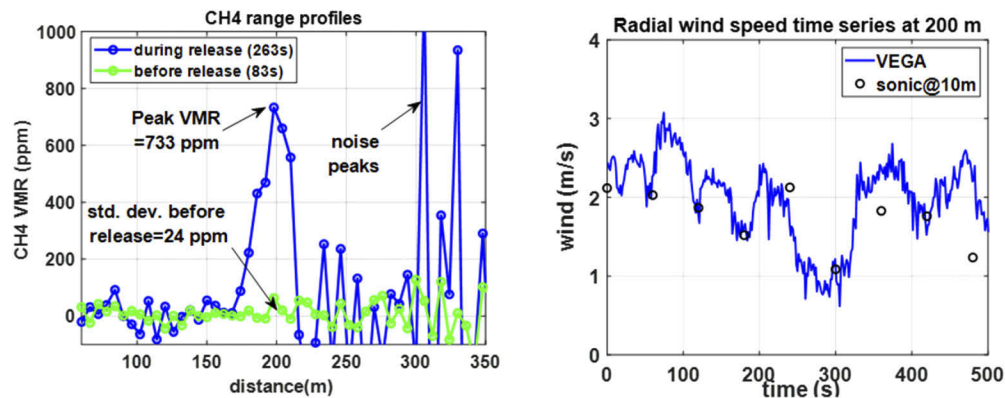 CH4 range profiles
1000
800
600
400
200
0
CH4 VMR (ppm)
during release (263s)
before release (83s)
Peak VMR
=733 ppm
noise
peaks
std. dev. before
release=24 ppm
100 150 200 250 300 350
distance(m)
Radial wind speed time series at 200 m
4
3
2
1
0
wind (m/s)
VEGA
sonic@10m
0 100 200 300 400 500
time (s)